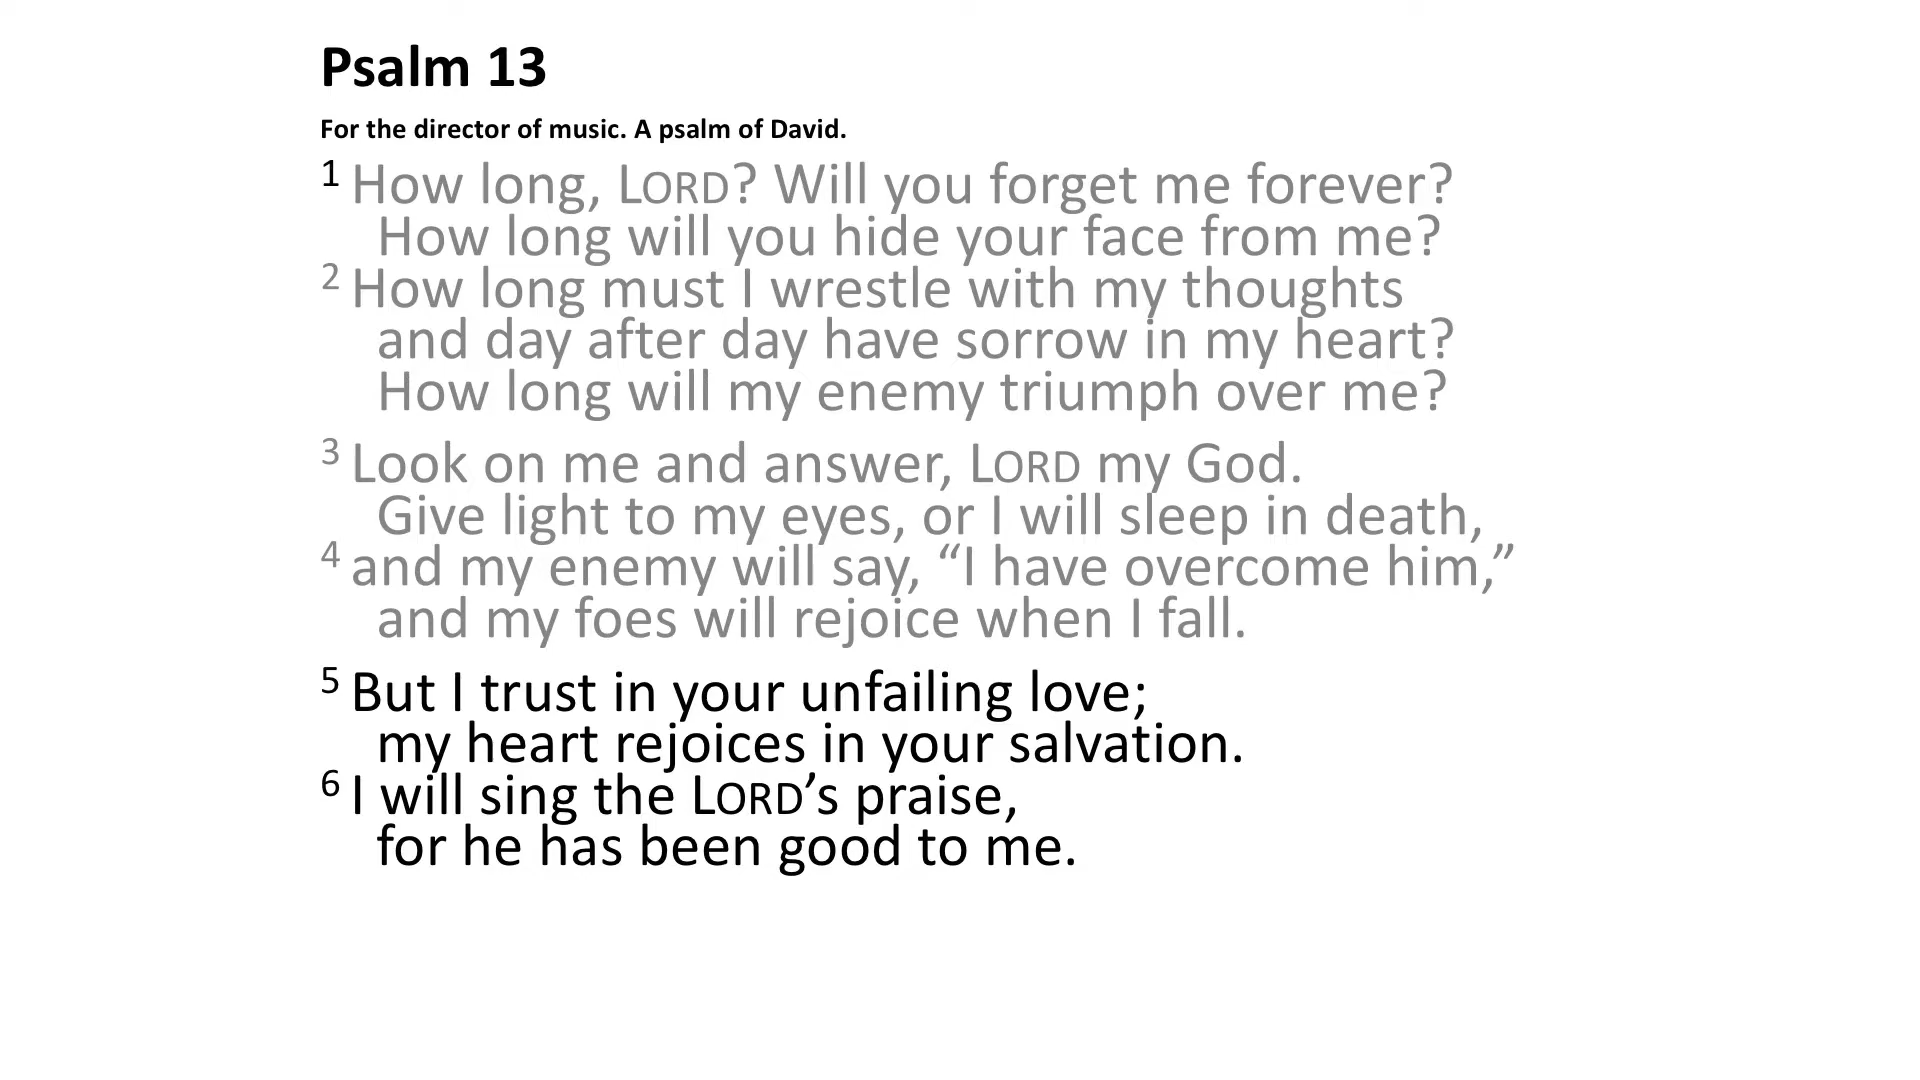 Psalm 13
For the director of music. A psalm of David.
1 How long, LORD? Will you forget me forever?
How long will you hide your face from me?
2 How long must I wrestle with my thoughts
and day after day have sorrow in my heart?
How long will my enemy triumph over me?
3 Look on me and answer, LORD my God.
Give light to my eyes, or I will sleep in death,
4 and my enemy will say, “I have overcome him,”
and my foes will rejoice when I fall.
5 But I trust in your unfailing love;
my heart rejoices in your salvation.
6 I will sing the LORD’s praise,
for he has been good to me.